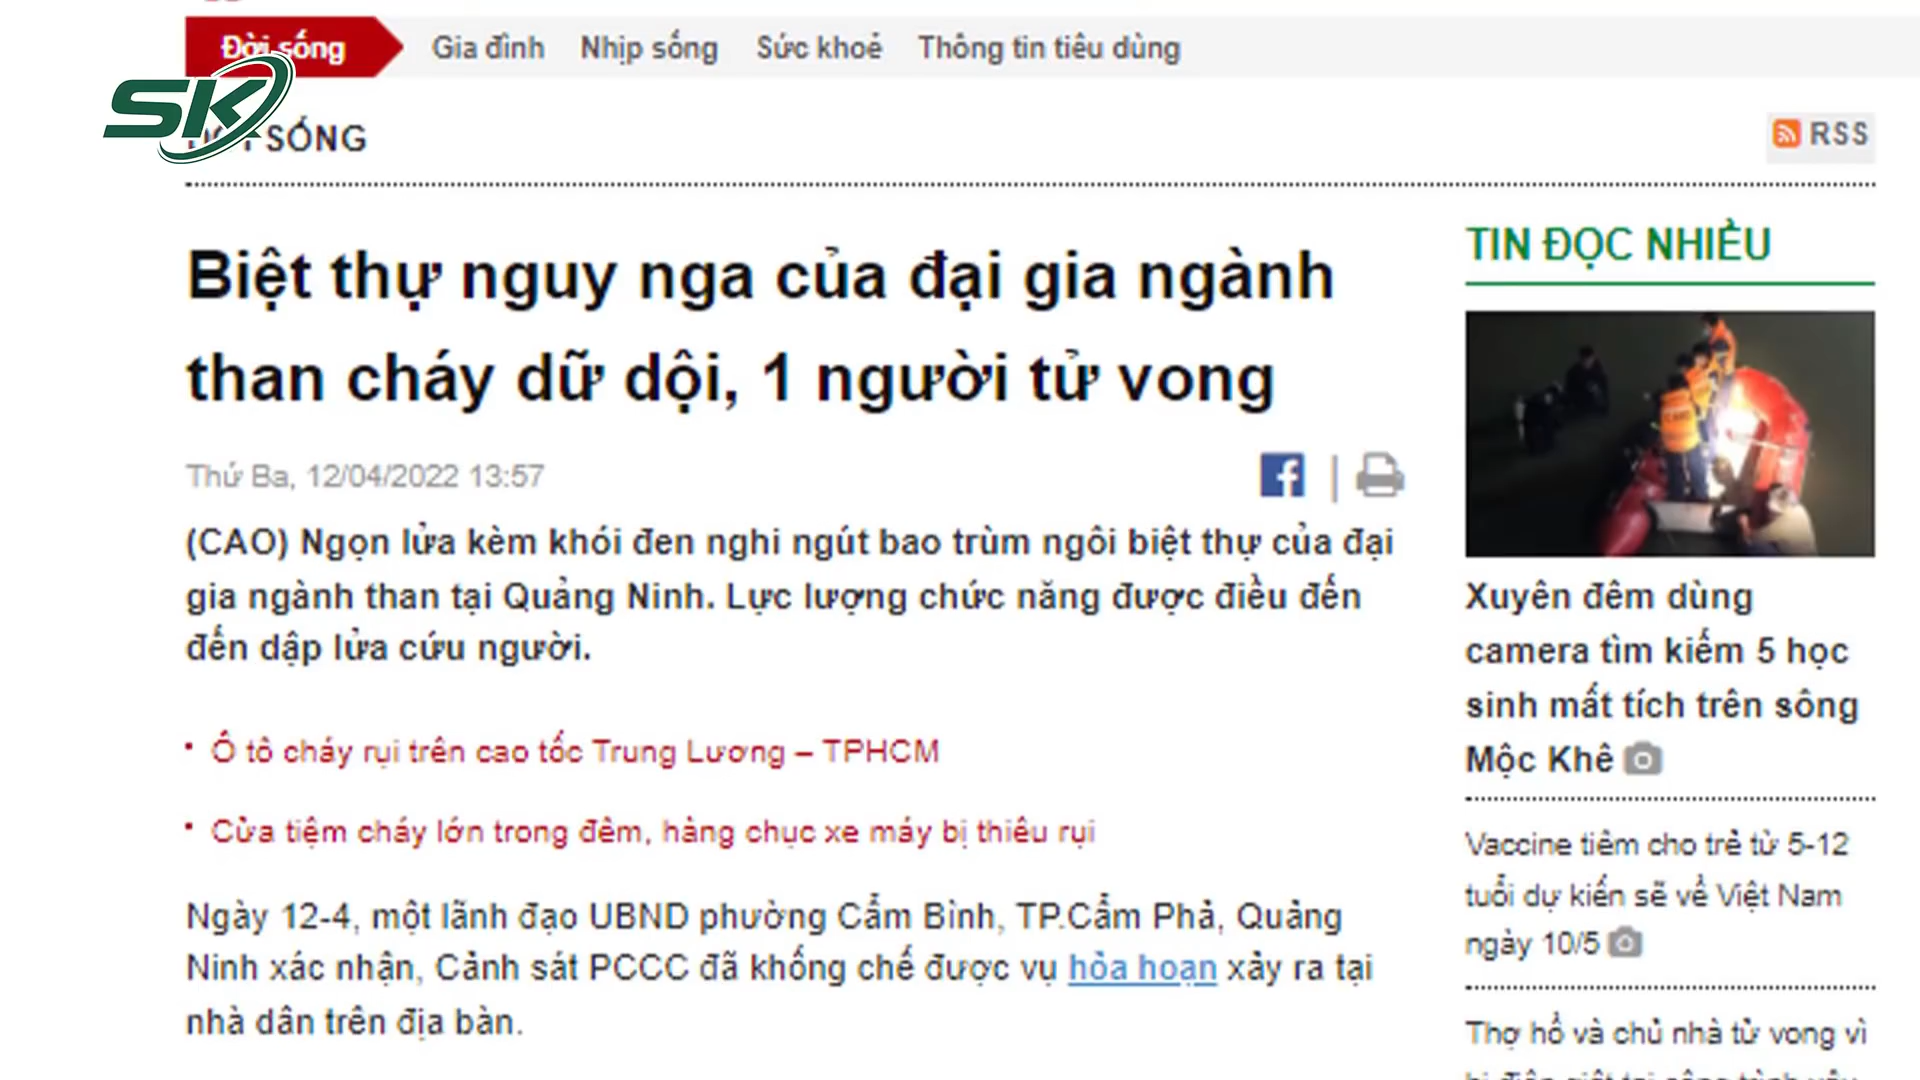 Đời sống
Gia đình
Nhịp sống
Sức khoẻ
Thông tin tiêu dùng
SK
SỐNG
RSS
Biệt thự nguy nga của đại gia ngành
than cháy dữ dội, 1 người tử vong
Thứ Ba, 12/04/2022 13:57
(CAO) Ngọn lửa kèm khói đen nghi ngút bao trùm ngôi biệt thự của đại
gia ngành than tại Quảng Ninh. Lực lượng chức năng được điều đến
đến dập lửa cứu người.
Ô tô cháy rụi trên cao tốc Trung Lương – TPHCM
Cửa tiệm cháy lớn trong đêm, hàng chục xe máy bị thiêu rụi
Ngày 12-4, một lãnh đạo UBND phường Cẩm Bình, TP.Cẩm Phả, Quảng
Ninh xác nhận, Cảnh sát PCCC đã khống chế được vụ hỏa hoạn xảy ra tại
nhà dân trên địa bàn.
TIN ĐỌC NHIỀU
Xuyên đêm dùng
camera tìm kiếm 5 học
sinh mất tích trên sông
Mộc Khê
Vaccine tiêm cho trẻ từ 5-12
tuổi dự kiến sẽ về Việt Nam
ngày 10/5
Thợ hồ và chủ nhà tử vong vì